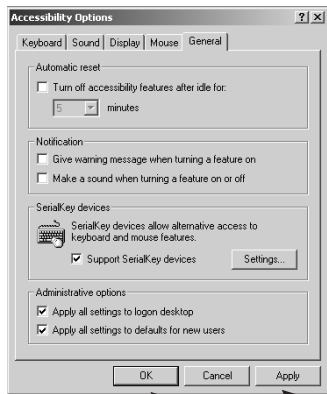 Accessibility Options ? X
Keyboard Sound Display Mouse General
Automatic reset
Turn off accessibility features after idle for:
5 minutes
Notification
Give warning message when turning a feature on
Make a sound when turning a feature on or off
SerialKey devices
SerialKey devices allow alternative access to
keyboard and mouse features.
Support SerialKey devices Settings...
Administrative options
Apply all settings to logon desktop
Apply all settings to defaults for new users
OK Cancel Apply